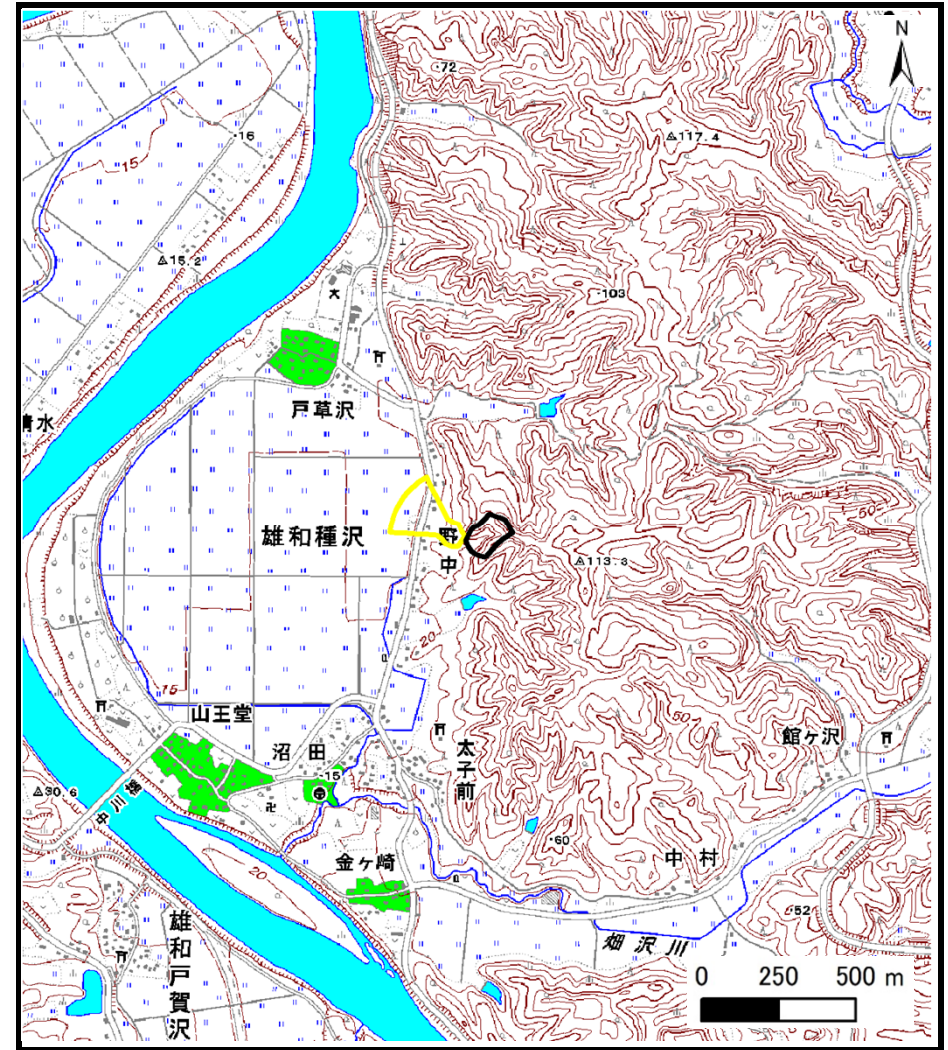 N
・72
△117.4
・16
15
△15.2
・103
戸草沢
清水
50
雄和種沢
野中
△113.3
20
15
山王堂
50
館ヶ沢
沼田
太子前
・15
△30.6
中川橋
・60
中村
金ヶ崎
20
・52
雄和戸賀沢
畑沢川
0 250 500 m